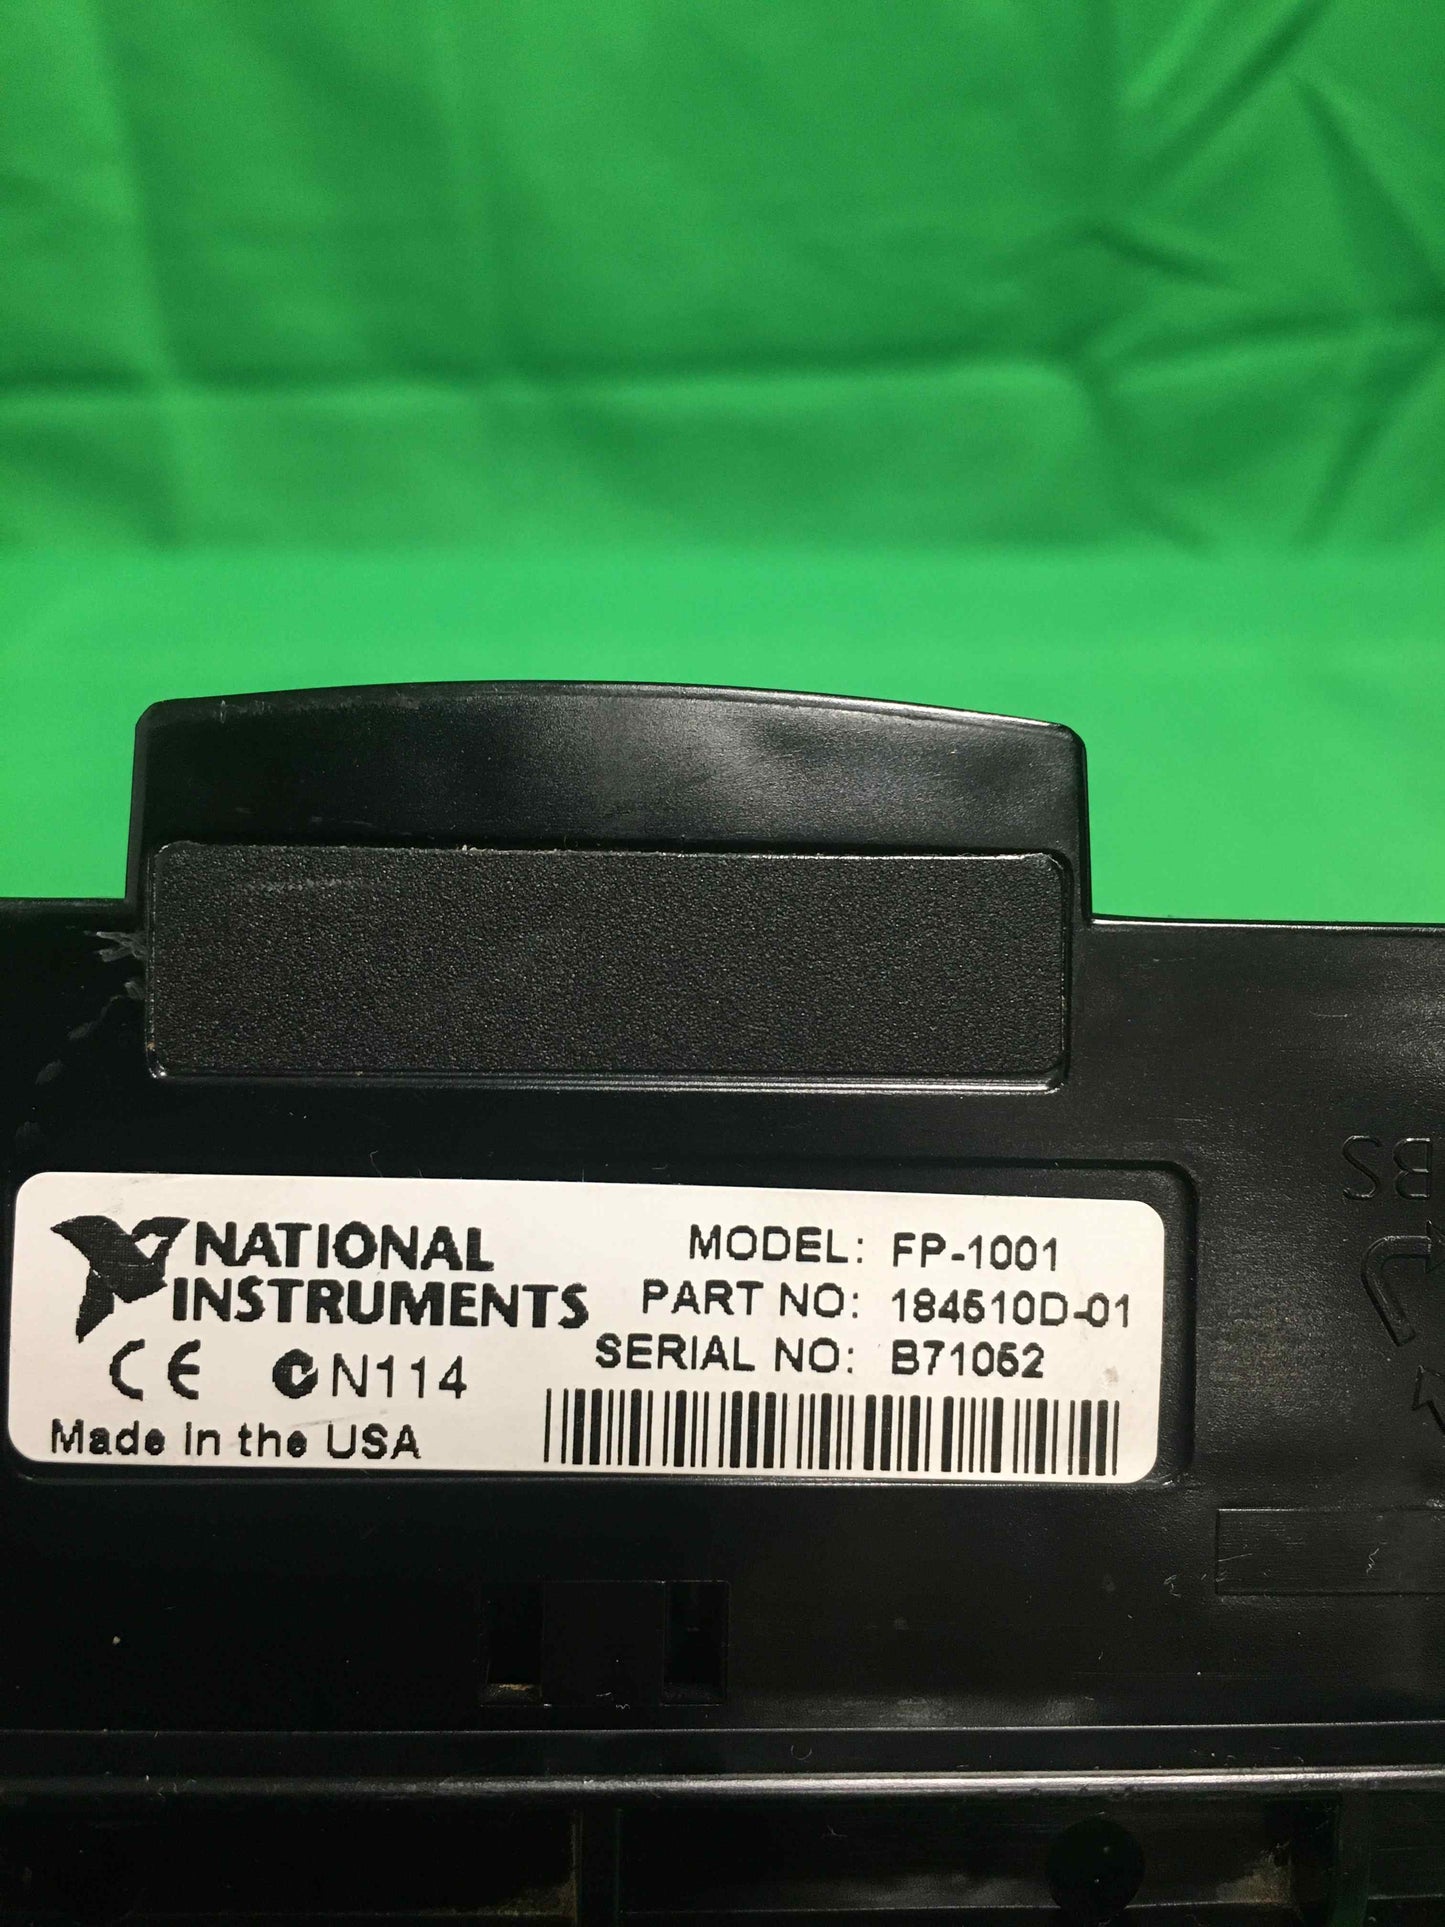 NATIONAL
INSTRUMENTS
CE N114
Made in the USA
MODEL: FP-1001
PART NO: 184510D-01
SERIAL NO: B71052